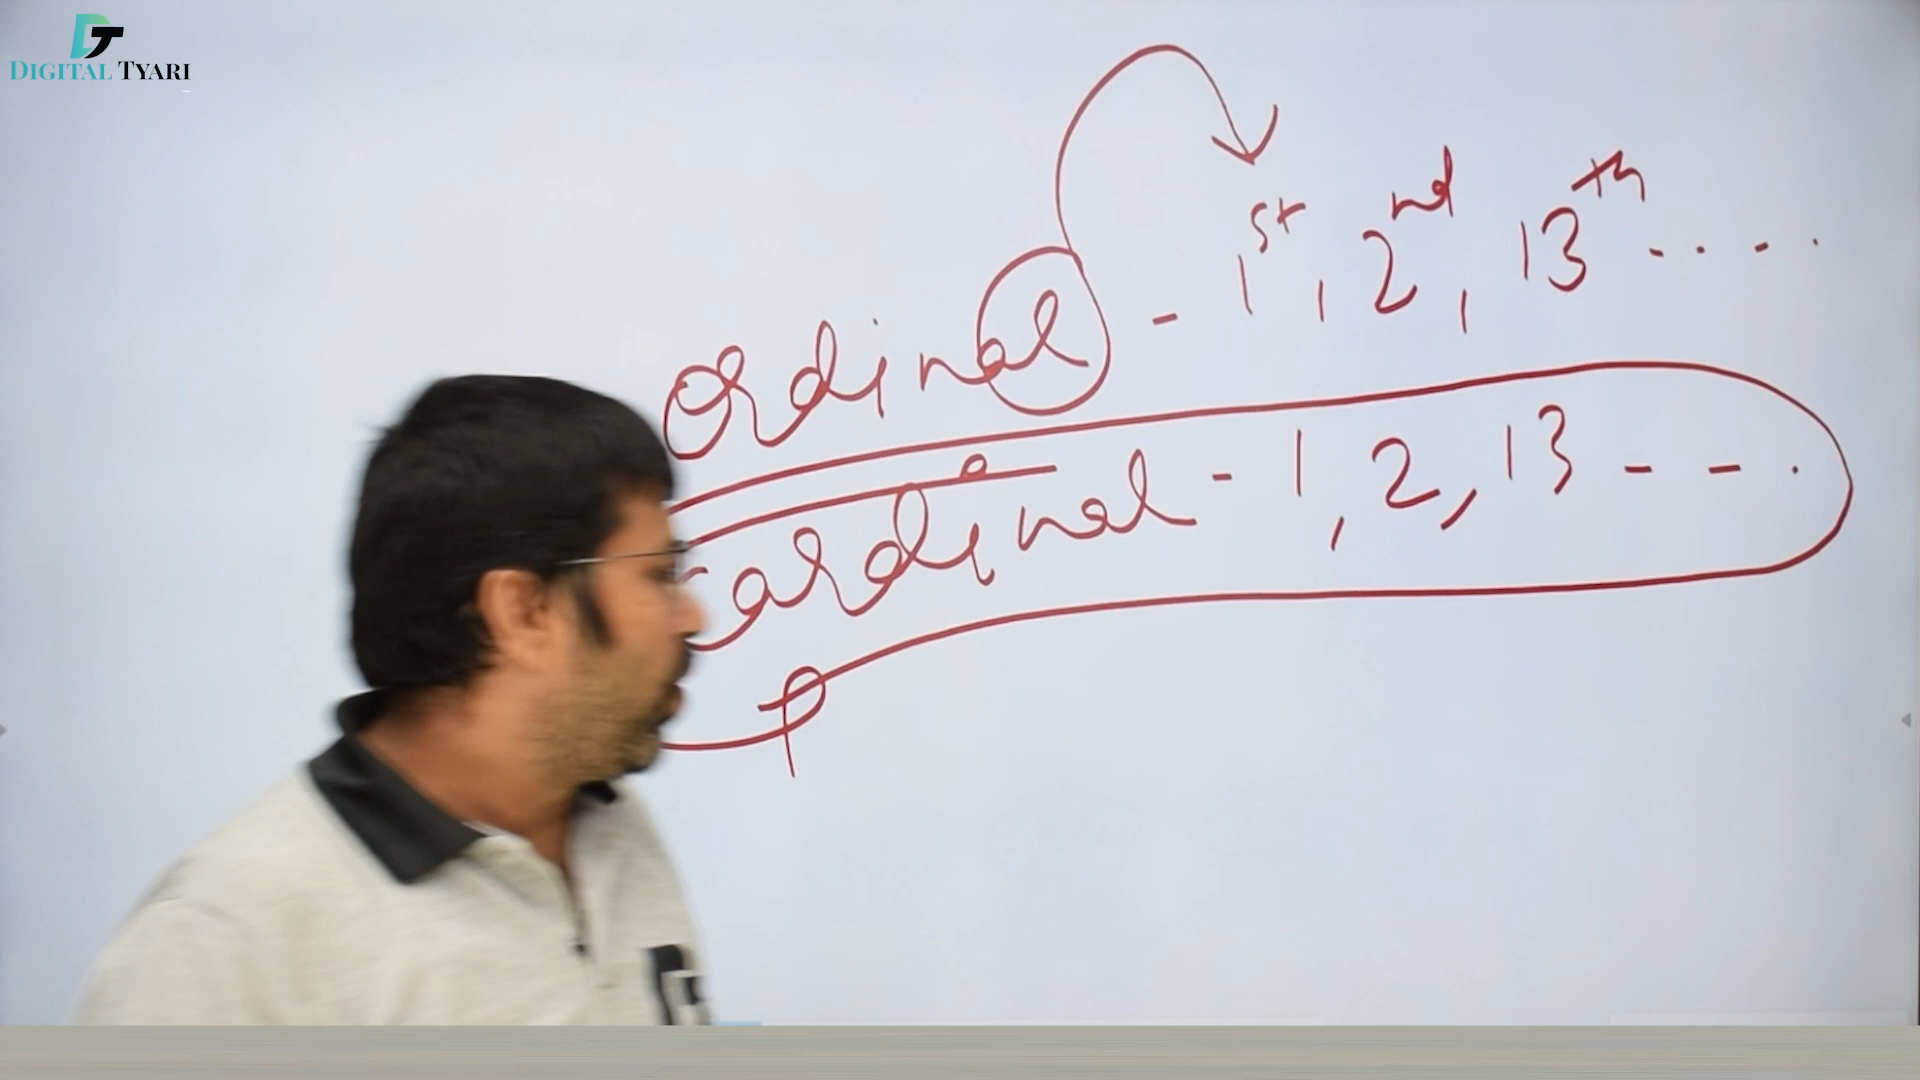 DIGITAL TYARI
Ordinal - 1st, 2nd, 13th ....
Cardinal - 1, 2, 13 - - .